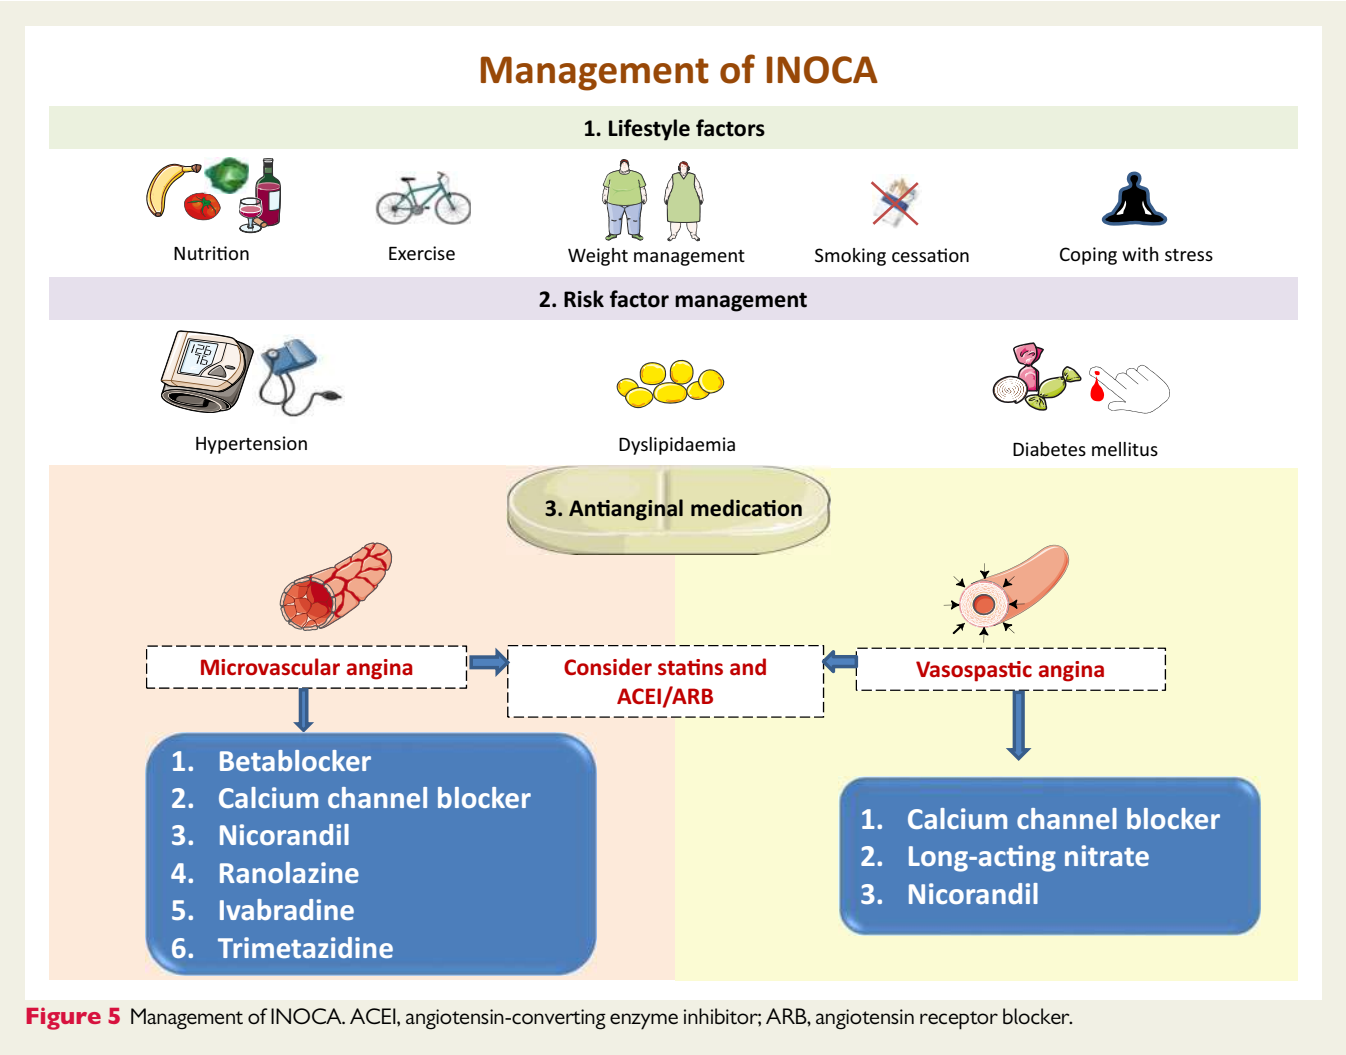 Management of INOCA
1. Lifestyle factors
Nutrition
Exercise
Weight management
Smoking cessation
Coping with stress
2. Risk factor management
126
76
Hypertension
Dyslipidaemia
Diabetes mellitus
3. Antianginal medication
Microvascular angina
Consider statins and
ACEI/ARB
Vasospastic angina
1. Betablocker
2. Calcium channel blocker
3. Nicorandil
4. Ranolazine
5. Ivabradine
6. Trimetazidine
1. Calcium channel blocker
2. Long-acting nitrate
3. Nicorandil
Figure 5 Management of INOCA. ACEI, angiotensin-converting enzyme inhibitor; ARB, angiotensin receptor blocker.